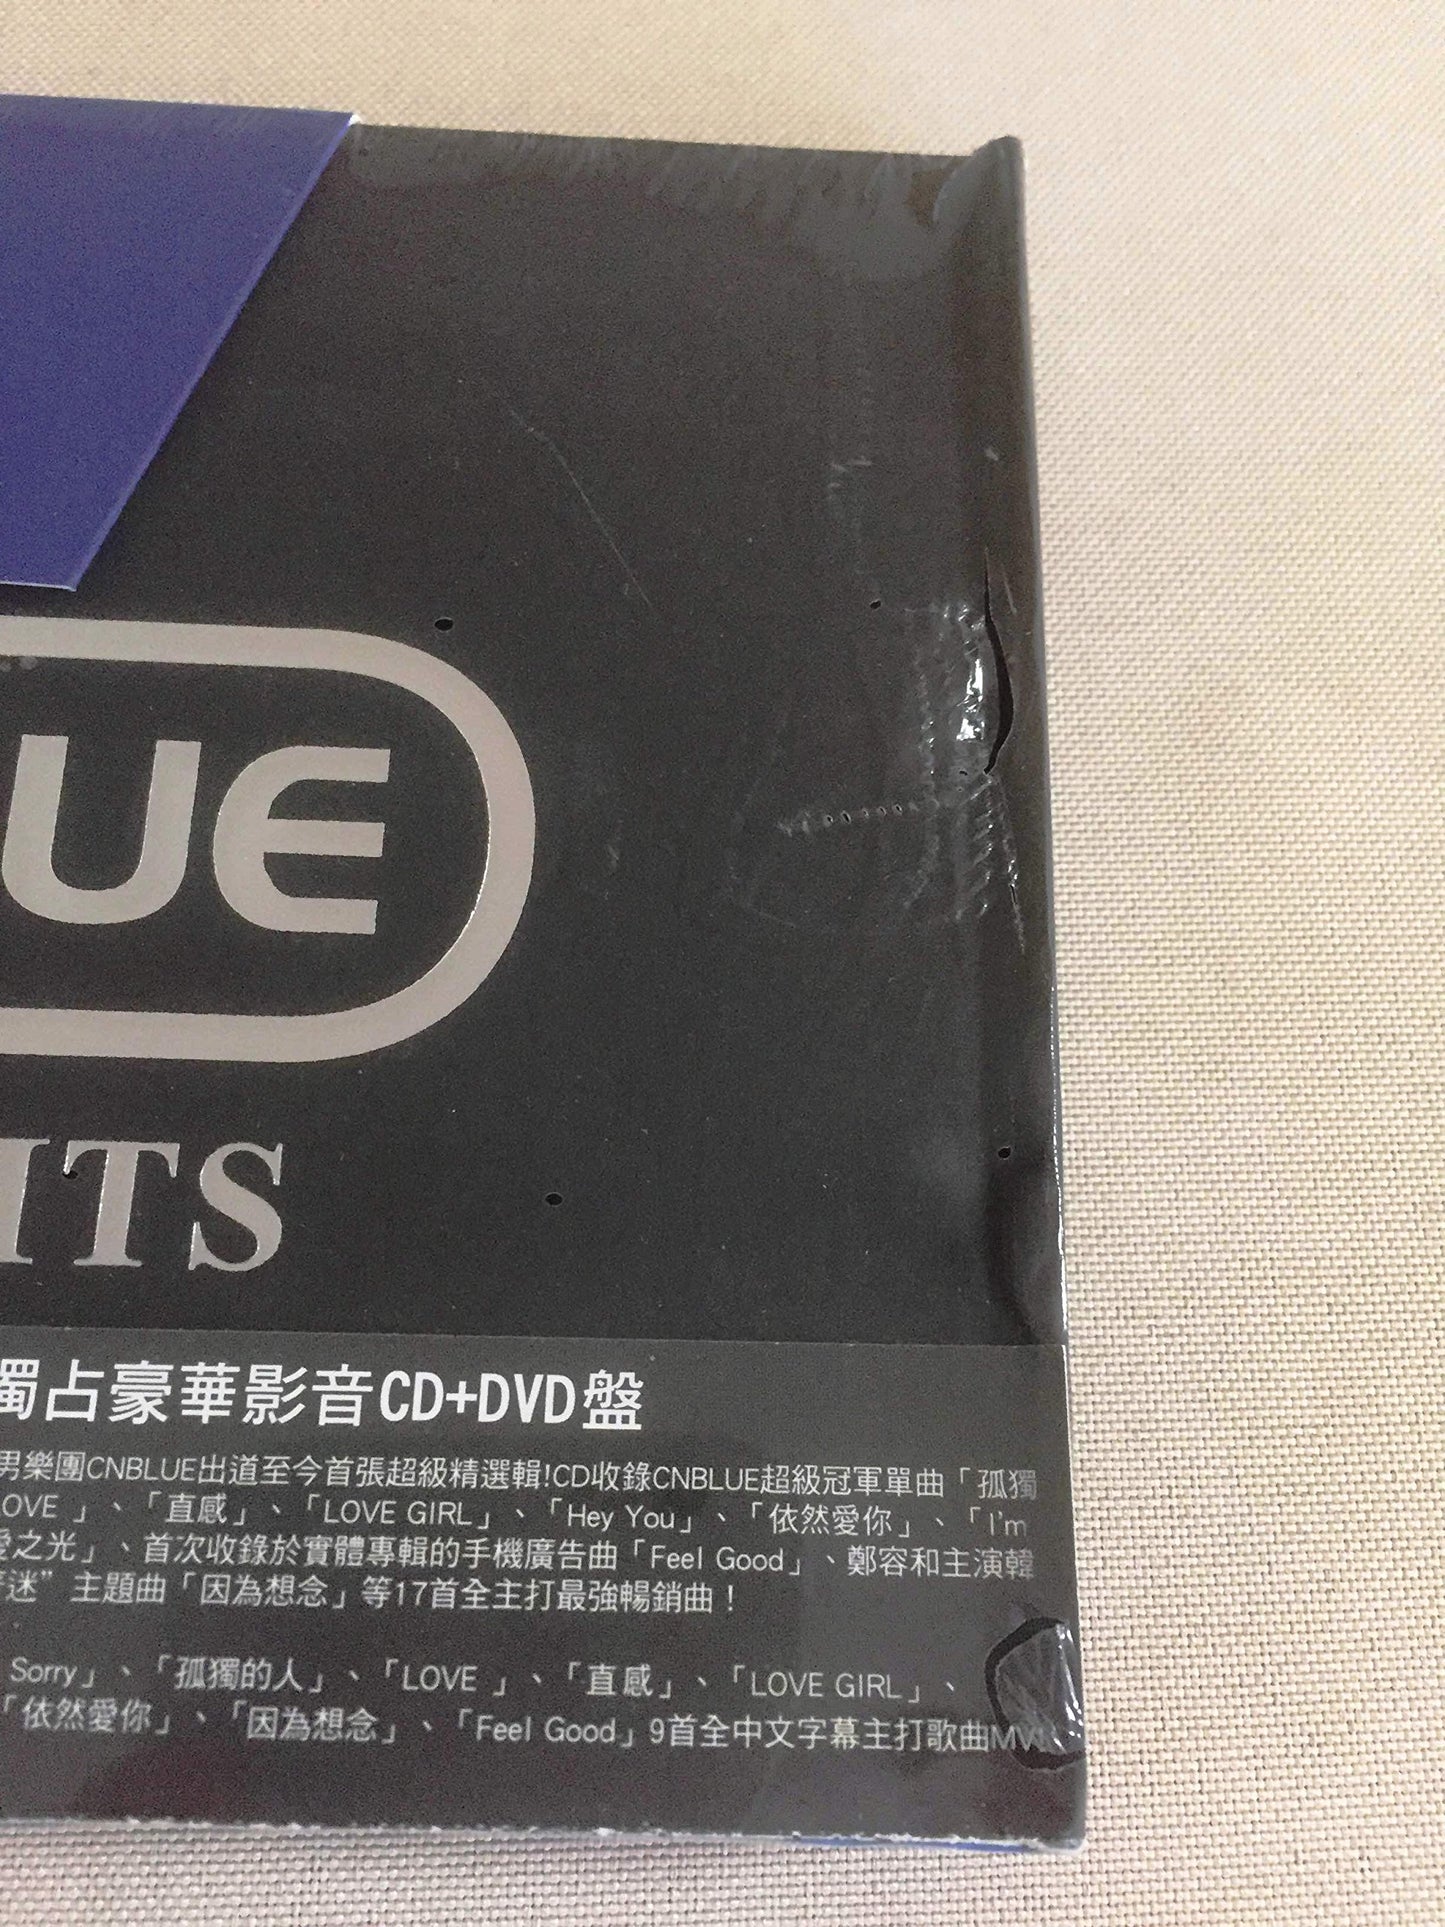 UE
ITS
獨占豪華影音CD+DVD盤
男樂團CNBLUE出道至今首張超級精選輯!CD收錄CNBLUE超級冠軍單曲「孤獨
LOVE 」、「直感」、「LOVE GIRL」、「Hey You」、「依然愛你」、「I'm
愛之光」、首次收錄於實體專輯的手機廣告曲「Feel Good」、鄭容和主演韓
迷”主題曲「因為想念」等17首全主打最強暢銷曲！
Sorry」、「孤獨的人」、「LOVE 」、「直感」、「LOVE GIRL」、
「依然愛你」、「因為想念」、「Feel Good」9首全中文字幕主打歌曲MV